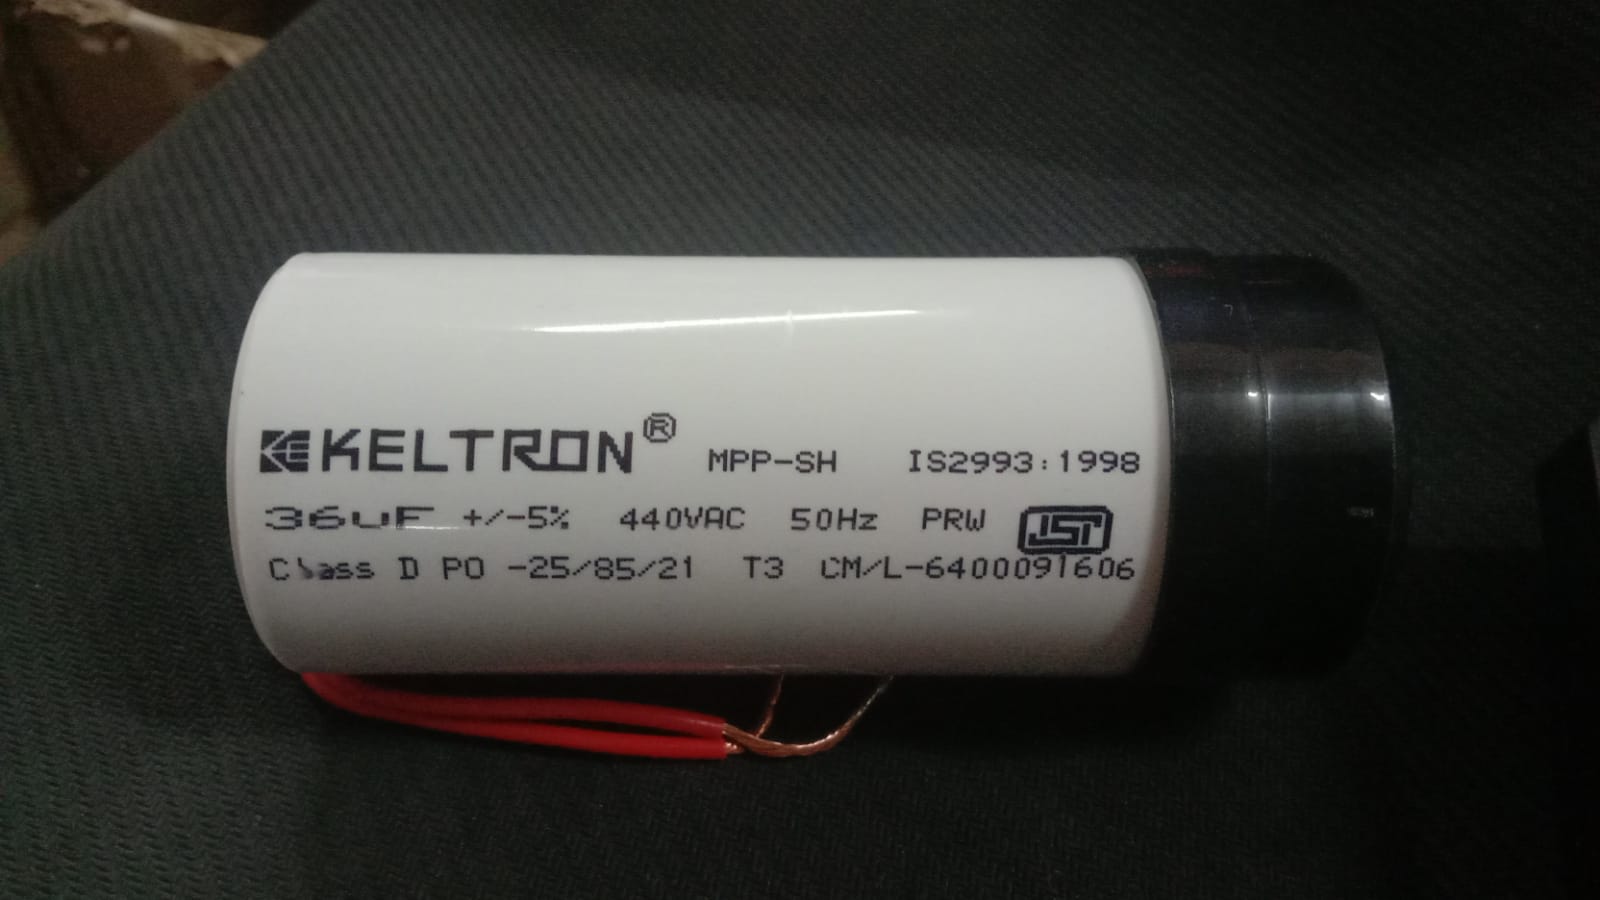 KELTRON® MPP-SH IS2993:1998
36uF +/-5% 440VAC 50Hz PRW ISI
Class D PO -25/85/21 T3 CM/L-6400091606